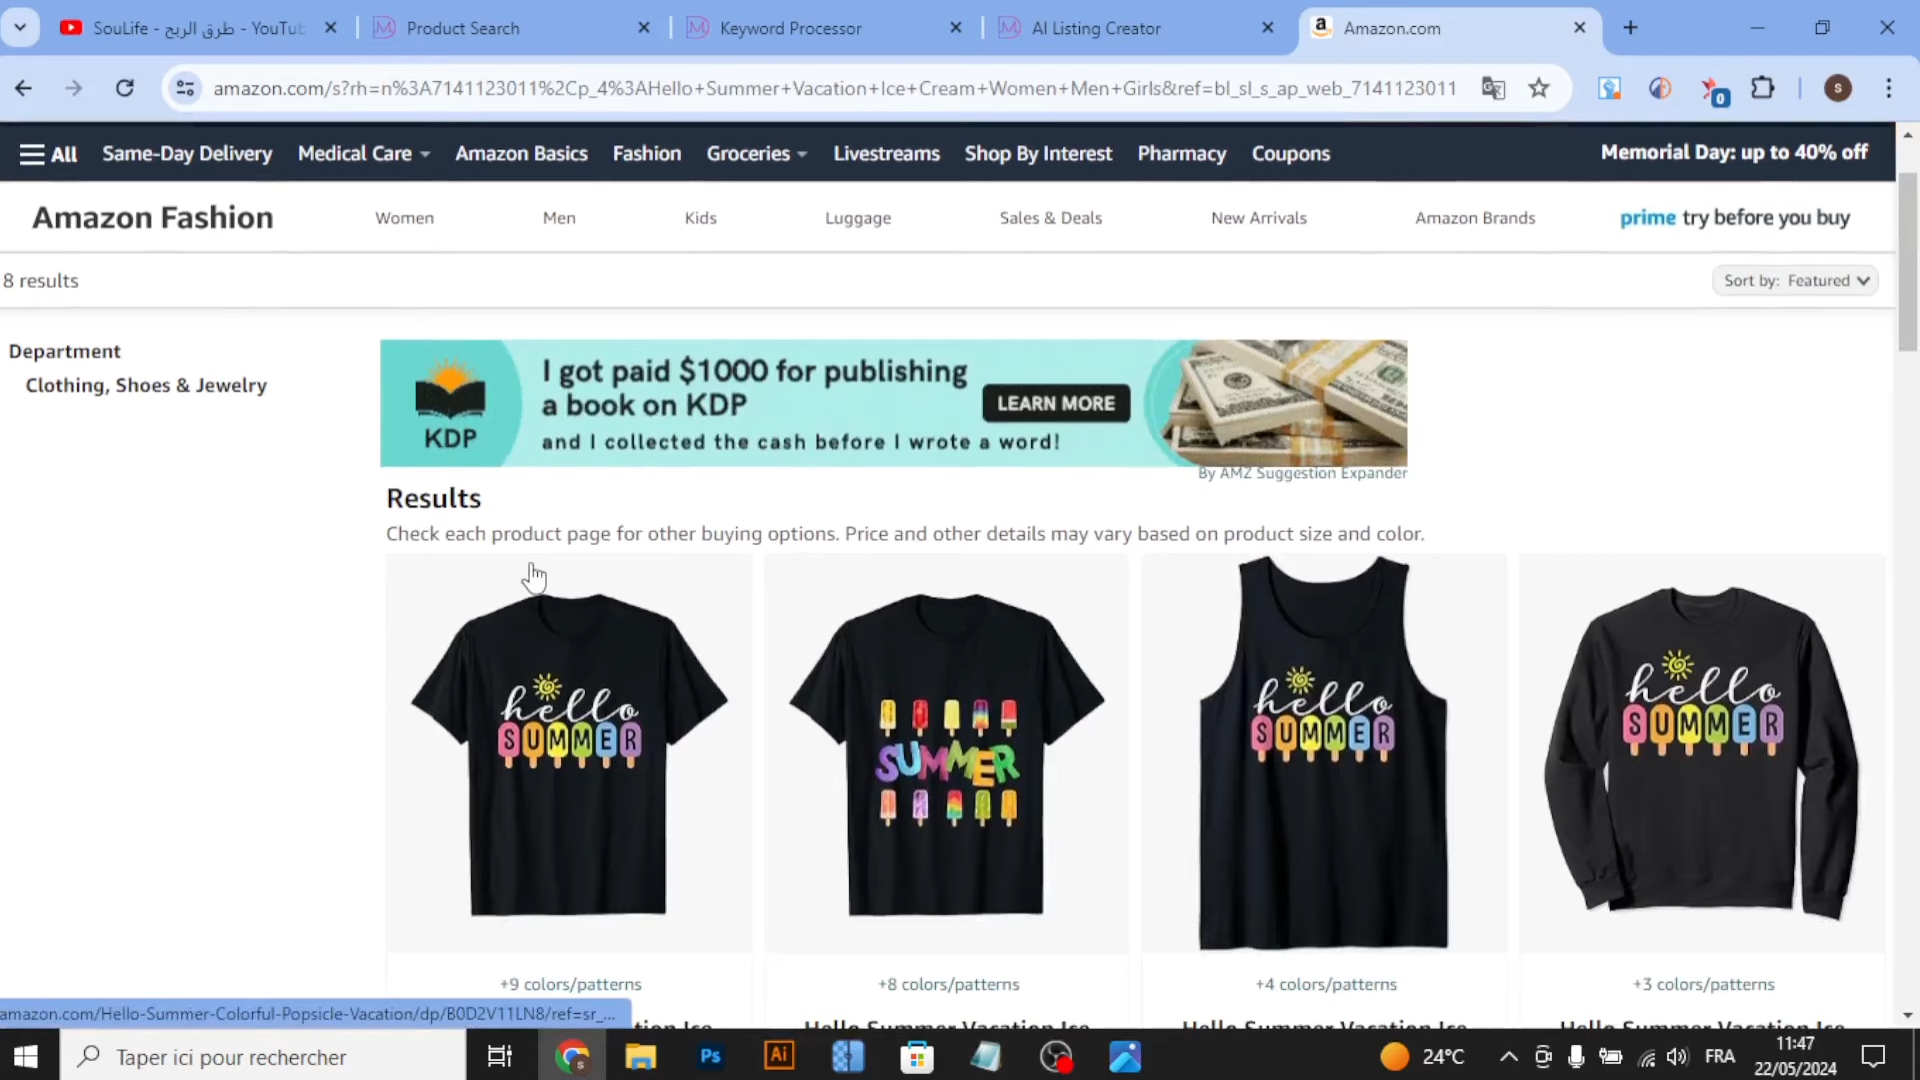 SouLife - طرق الربح - YouTub
Product Search
Keyword Processor
AI Listing Creator
Amazon.com
amazon.com/s?rh=n%3A7141123011%2Cp_4%3AHello+Summer+Vacation+Ice+Cream+Women+Men+Girls&ref=bl_sl_s_ap_web_7141123011
0
s
All
Same-Day Delivery
Medical Care
Amazon Basics
Fashion
Groceries
Livestreams
Shop By Interest
Pharmacy
Coupons
Memorial Day: up to 40% off
Amazon Fashion
Women
Men
Kids
Luggage
Sales & Deals
New Arrivals
Amazon Brands
prime try before you buy
8 results
Sort by: Featured
Department
Clothing, Shoes & Jewelry
KDP
I got paid $1000 for publishing
a book on KDP
and I collected the cash before I wrote a word!
LEARN MORE
By AMZ Suggestion Expander
Results
Check each product page for other buying options. Price and other details may vary based on product size and color.
hello
SUMMER
SUMMER
hello
SUMMER
hello
SUMMER
+9 colors/patterns
+8 colors/patterns
+4 colors/patterns
+3 colors/patterns
Hello Summer Vacation Ice
Hello Summer Vacation Ice
Hello Summer Vacation Ice
amazon.com/Hello-Summer-Colorful-Popsicle-Vacation/dp/B0D2V11LN8/ref=sr_...
Taper ici pour rechercher
Ps
Ai
24°C
FRA
11:47
22/05/2024